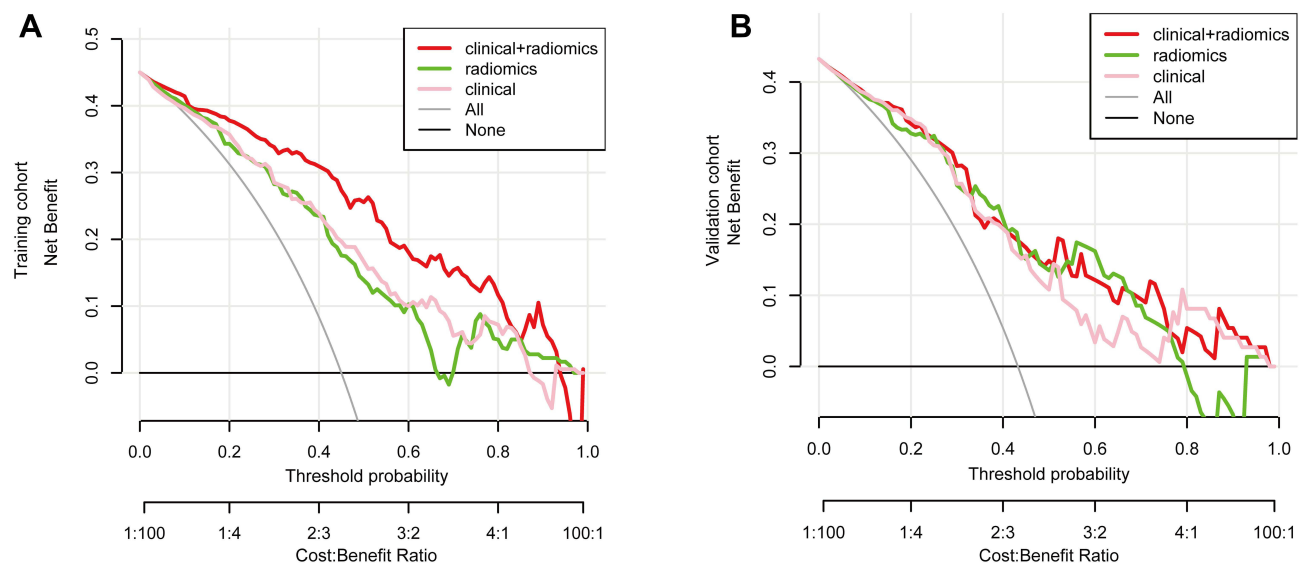 A
Training cohort
Net Benefit
0.5
0.4
0.3
0.2
0.1
0.0
clinical+radiomics
radiomics
clinical
All
None
0.0 0.2 0.4 0.6 0.8 1.0
Threshold probability
1:100 1:4 2:3 3:2 4:1 100:1
Cost:Benefit Ratio
B
Validation cohort
Net Benefit
0.4
0.3
0.2
0.1
0.0
clinical+radiomics
radiomics
clinical
All
None
0.0 0.2 0.4 0.6 0.8 1.0
Threshold probability
1:100 1:4 2:3 3:2 4:1 100:1
Cost:Benefit Ratio